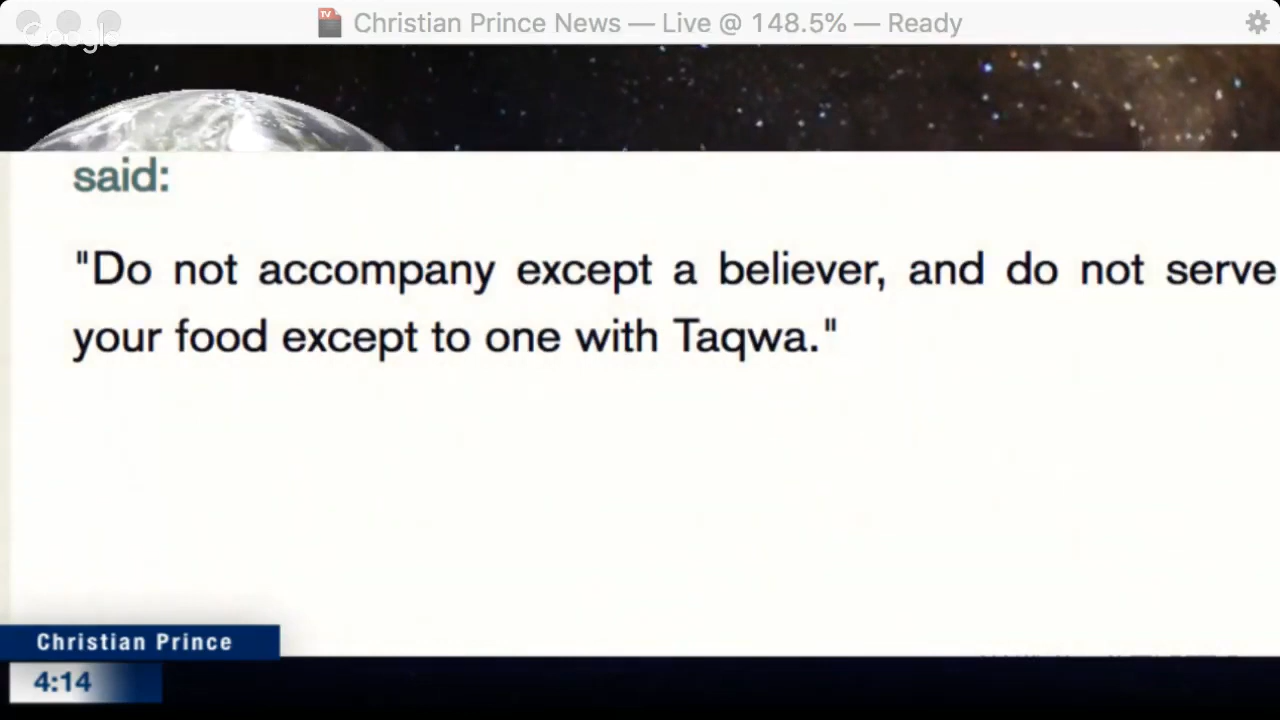 Christian Prince News — Live @ 148.5% — Ready
Google
said:
"Do not accompany except a believer, and do not serve
your food except to one with Taqwa."
Christian Prince
4:14